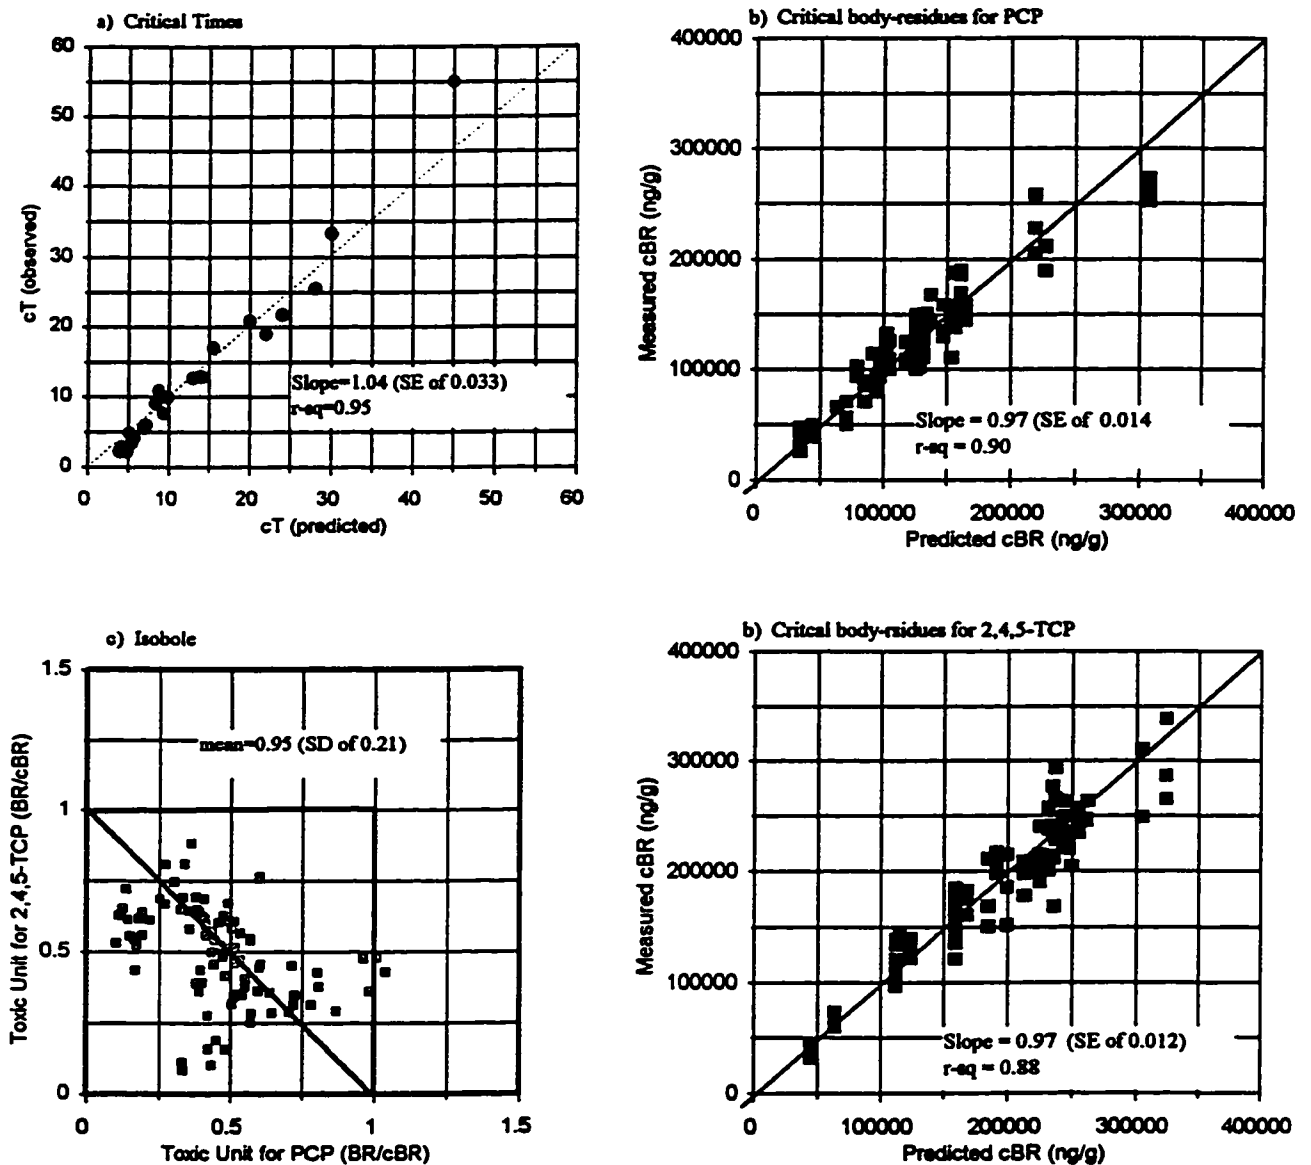 a) Critical Times
60
50
40
30
20
10
0
cT (observed)
Slope=1.04 (SE of 0.033)
r-sq=0.95
0 10 20 30 40 50 60
cT (predicted)
b) Critical body-residues for PCP
400000
300000
200000
100000
0
Measured cBR (ng/g)
Slope = 0.97 (SE of 0.014
r-sq = 0.90
0 100000 200000 300000 400000
Predicted cBR (ng/g)
c) Isobole
1.5
1
0.5
0
Toxic Unit for 2,4,5-TCP (BR/cBR)
mean=0.95 (SD of 0.21)
0 0.5 1 1.5
Toxic Unit for PCP (BR/cBR)
b) Critcal body-rsidues for 2,4,5-TCP
400000
300000
200000
100000
0
Measured cBR (ng/g)
Slope = 0.97 (SE of 0.012)
r-sq = 0.88
0 100000 200000 300000 400000
Predicted cBR (ng/g)